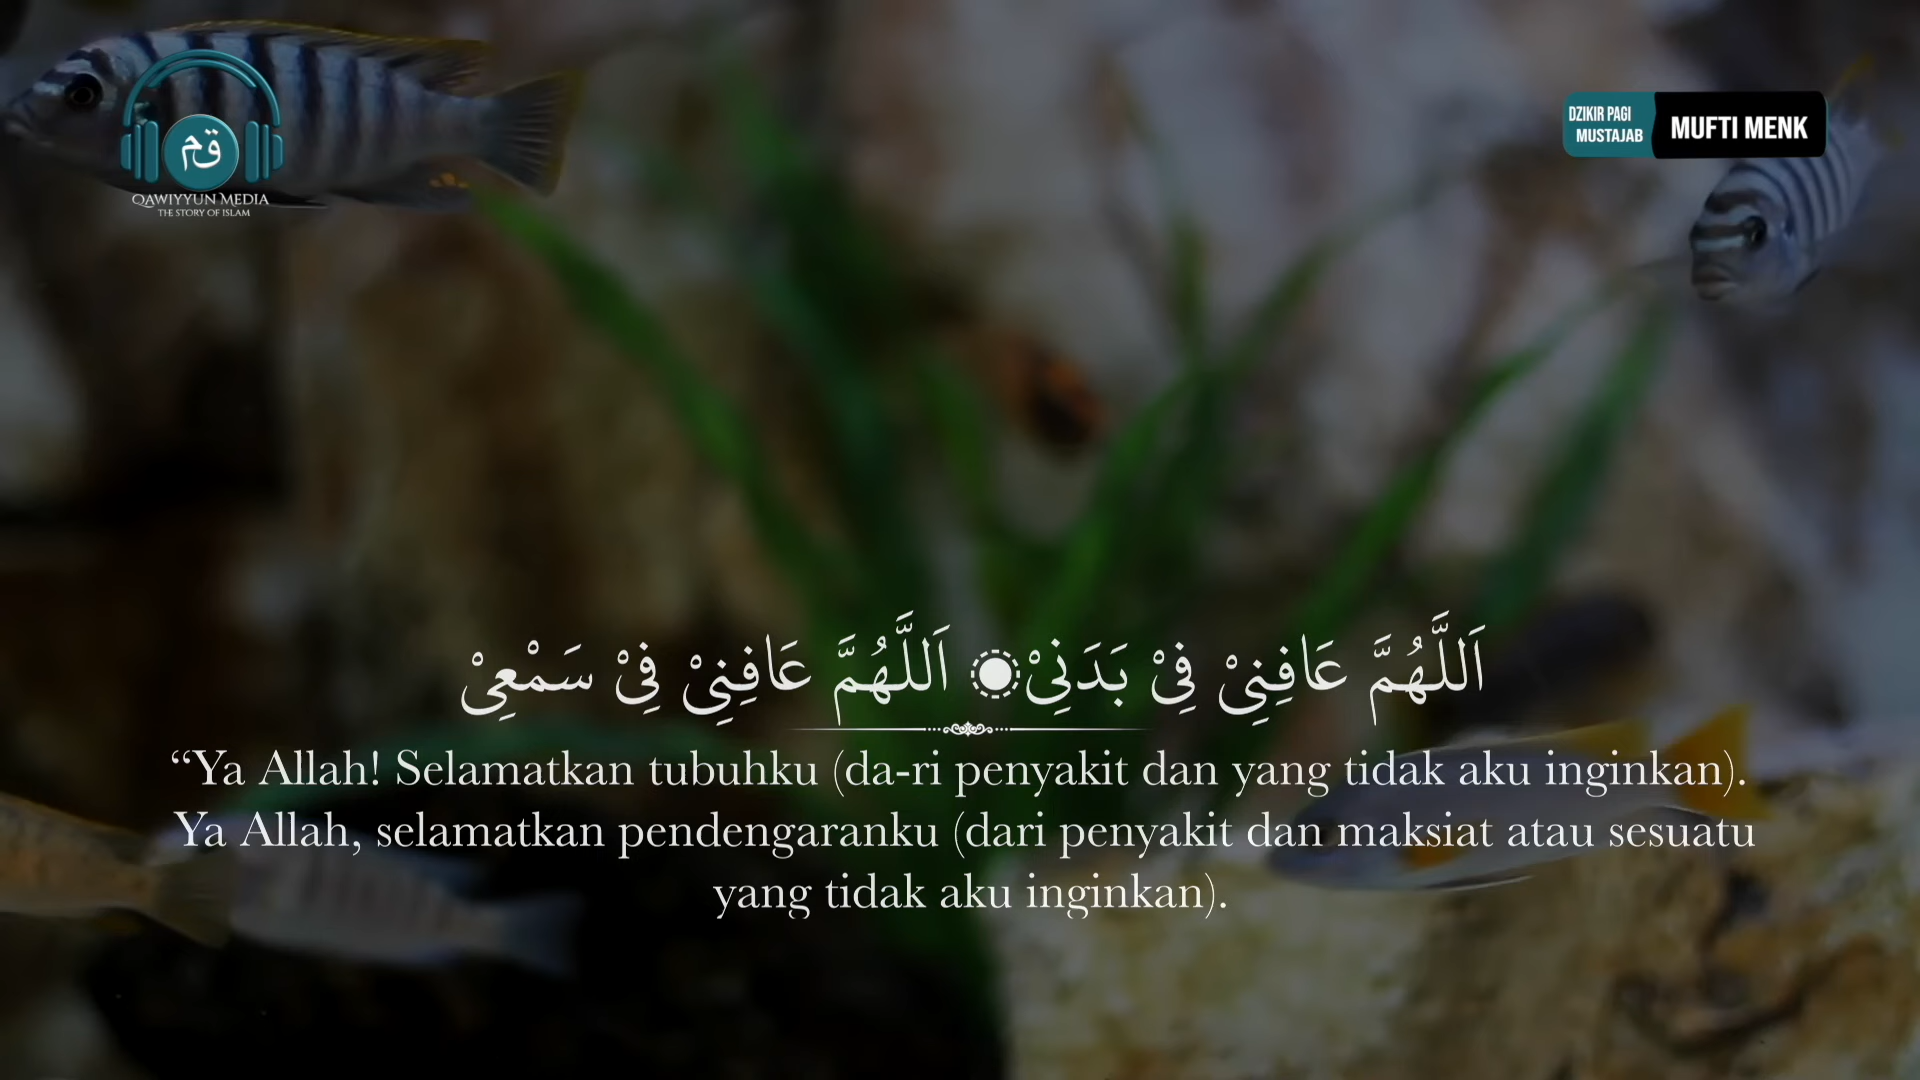 قم
QAWIYYUN MEDIA
THE STORY OF ISLAM
DZIKIR PAGI
MUSTAJAB
MUFTI MENK
اَللَّهُمَّ عَافِنِيْ فِيْ بَدَنِيْ اَللَّهُمَّ عَافِنِيْ فِيْ سَمْعِيْ
“Ya Allah! Selamatkan tubuhku (da-ri penyakit dan yang tidak aku inginkan).
Ya Allah, selamatkan pendengaranku (dari penyakit dan maksiat atau sesuatu
yang tidak aku inginkan).